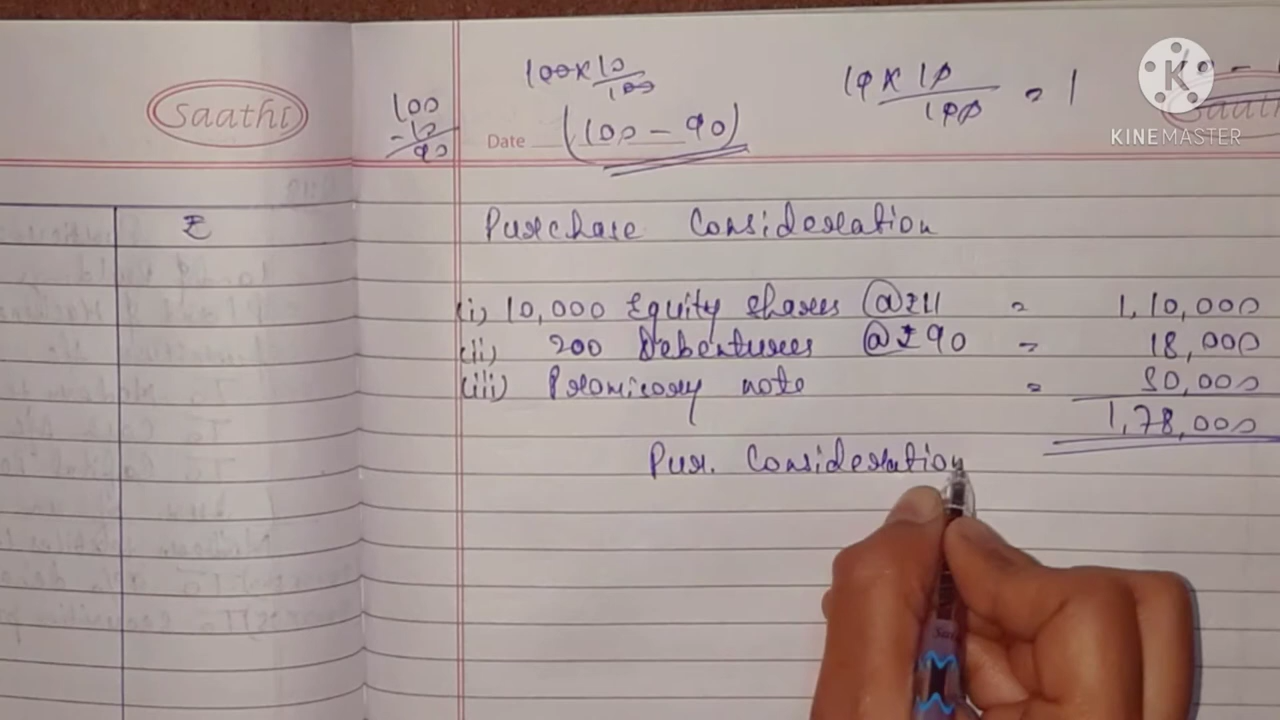 Saathi
100
- 10
90
100 × 10
100
Date (100 - 90)
10 × 10
100
= 1
10 -
KINEMASTER
₹
Purchase Consideration
(i) 10,000 Equity shares @₹11 = 1,10,000
(ii) 200 Debentures @₹90 = 18,000
(iii) Promicory note = 50,000
1,78,000
Pur. Consideration